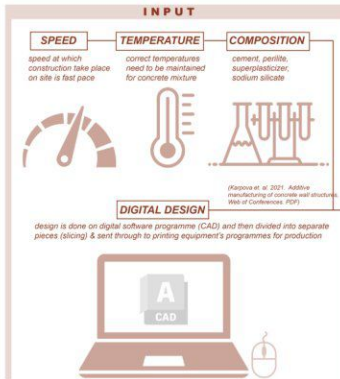 INPUT
SPEED
speed at which
construction take place
on site is fast pace
TEMPERATURE
correct temperatures
need to be maintained
for concrete mixture
COMPOSITION
cement, perilite,
superplasticizer,
sodium silicate
(Karpova et. al. 2021. Additive
manufacturing of concrete wall structures,
Web of Conferences. PDF)
DIGITAL DESIGN
design is done on digital software programme (CAD) and then divided into separate
pieces (slicing) & sent through to printing equipment's programmes for production
A
CAD